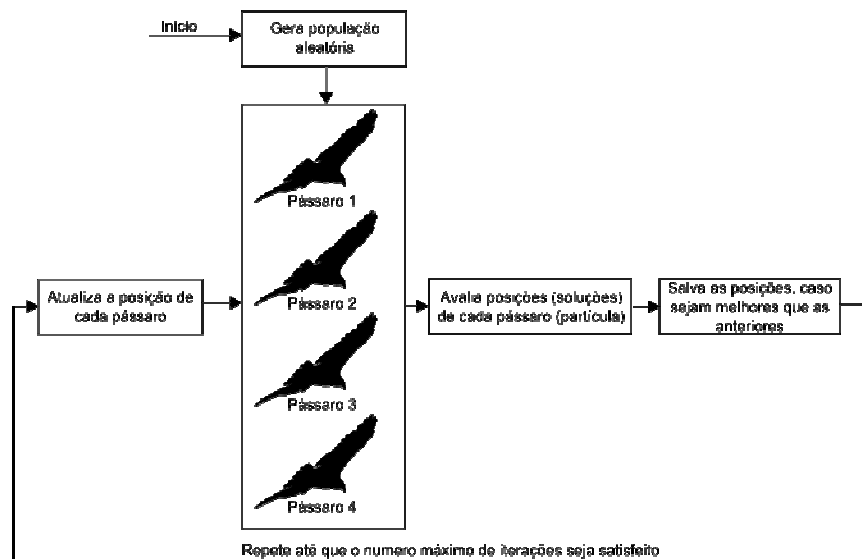 Início
Gera população
aleatória
Pássaro 1
Pássaro 2
Pássaro 3
Pássaro 4
Atualiza a posição de
cada pássaro
Avalia posições (soluções)
de cada pássaro (partícula)
Salva as posições, caso
sejam melhores que as
anteriores
Repete até que o numero máximo de iterações seja satisfeito